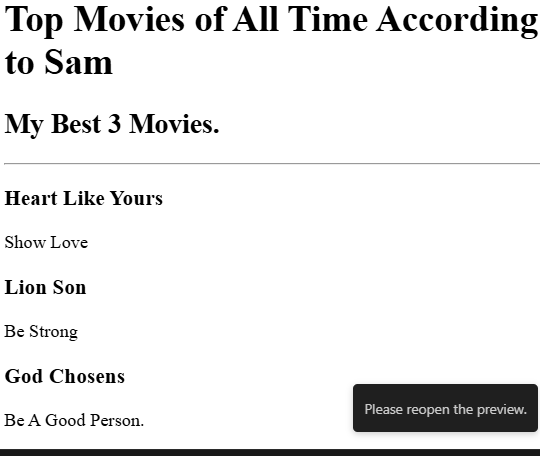 Top Movies of All Time According
to Sam
My Best 3 Movies.
Heart Like Yours
Show Love
Lion Son
Be Strong
God Chosens
Be A Good Person.
Please reopen the preview.